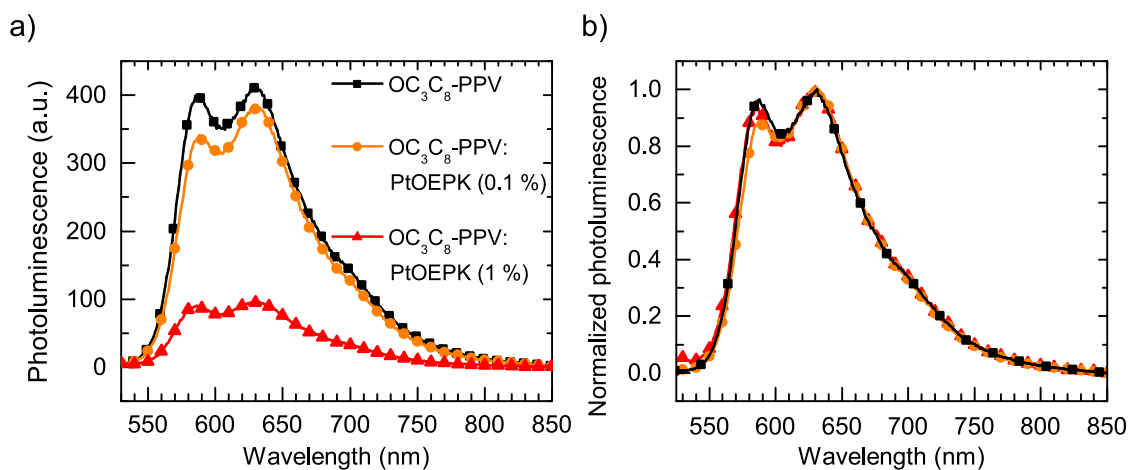 a)
Photoluminescence (a.u.)
400
300
200
100
0
550 600 650 700 750 800 850
Wavelength (nm)
OC₃C₈-PPV
OC₃C₈-PPV:
PtOEPK (0.1 %)
OC₃C₈-PPV:
PtOEPK (1 %)
b)
Normalized photoluminescence
1.0
0.8
0.6
0.4
0.2
0.0
550 600 650 700 750 800 850
Wavelength (nm)